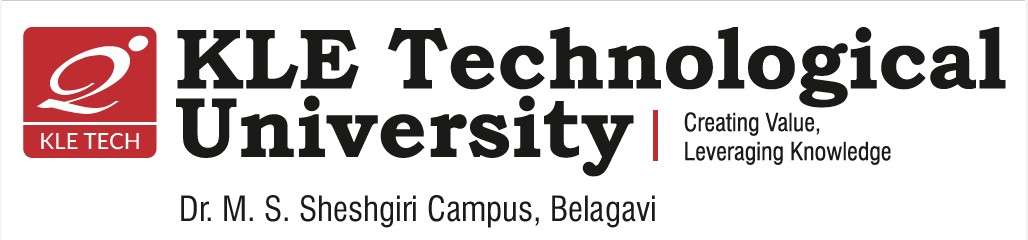 KLE TECH
KLE Technological
University
Creating Value,
Leveraging Knowledge
Dr. M. S. Sheshgiri Campus, Belagavi